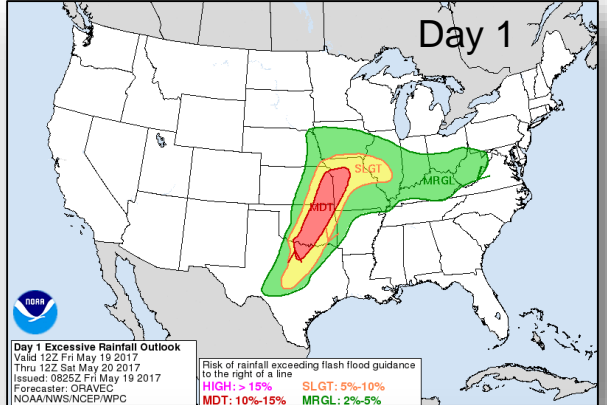 Day 1
SLGT
MRGL
MDT
NOAA
Day 1 Excessive Rainfall Outlook
Valid 12Z Fri May 19 2017
Thru 12Z Sat May 20 2017
Issued: 0825Z Fri May 19 2017
Forecaster: ORAVEC
NOAA/NWS/NCEP/WPC
Risk of rainfall exceeding flash flood guidance
to the right of a line
HIGH: > 15% SLGT: 5%-10%
MDT: 10%-15% MRGL: 2%-5%